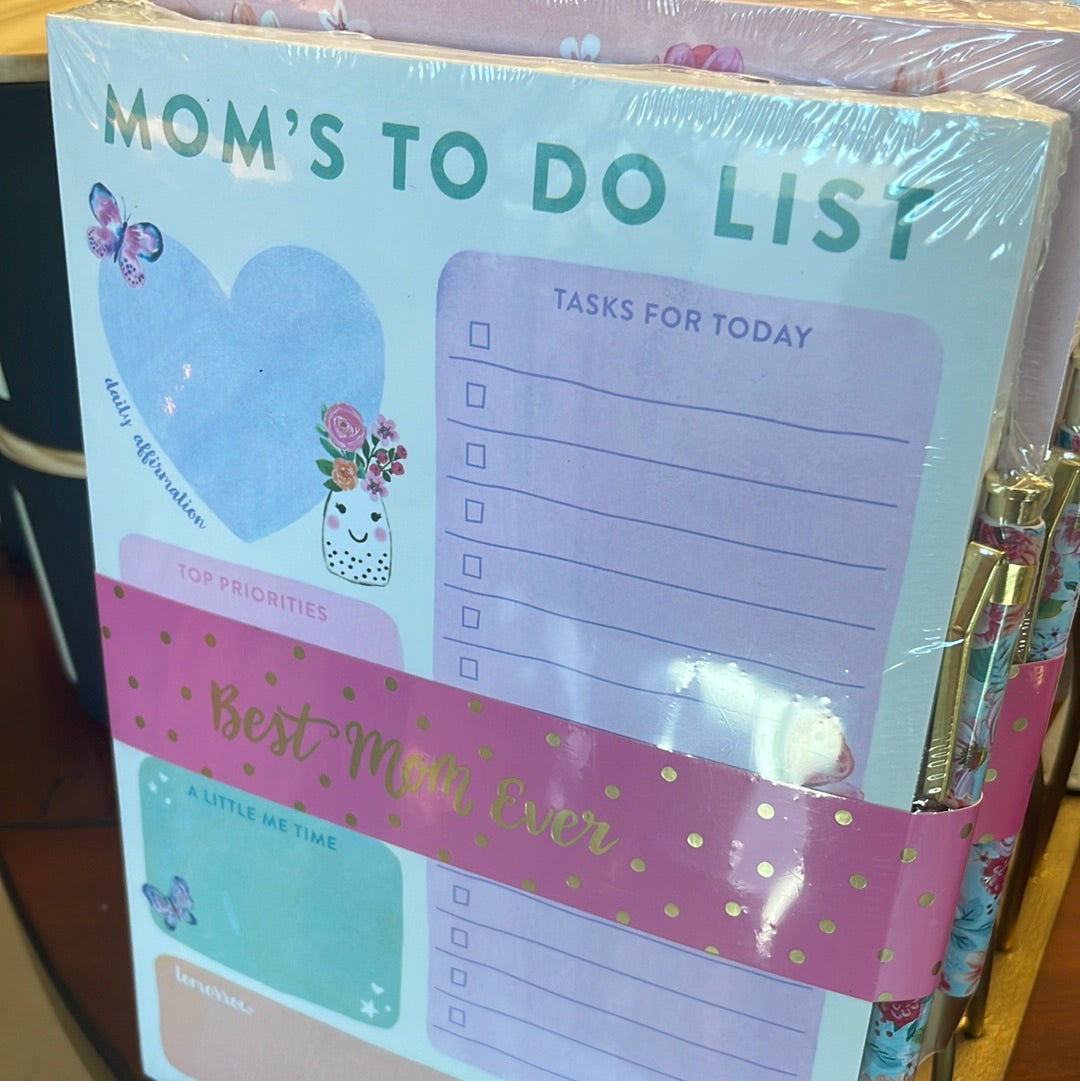 MOM'S TO DO LIST
daily affirmation
TASKS FOR TODAY
TOP PRIORITIES
Best Mom Ever
A LITTLE ME TIME
tomorrow